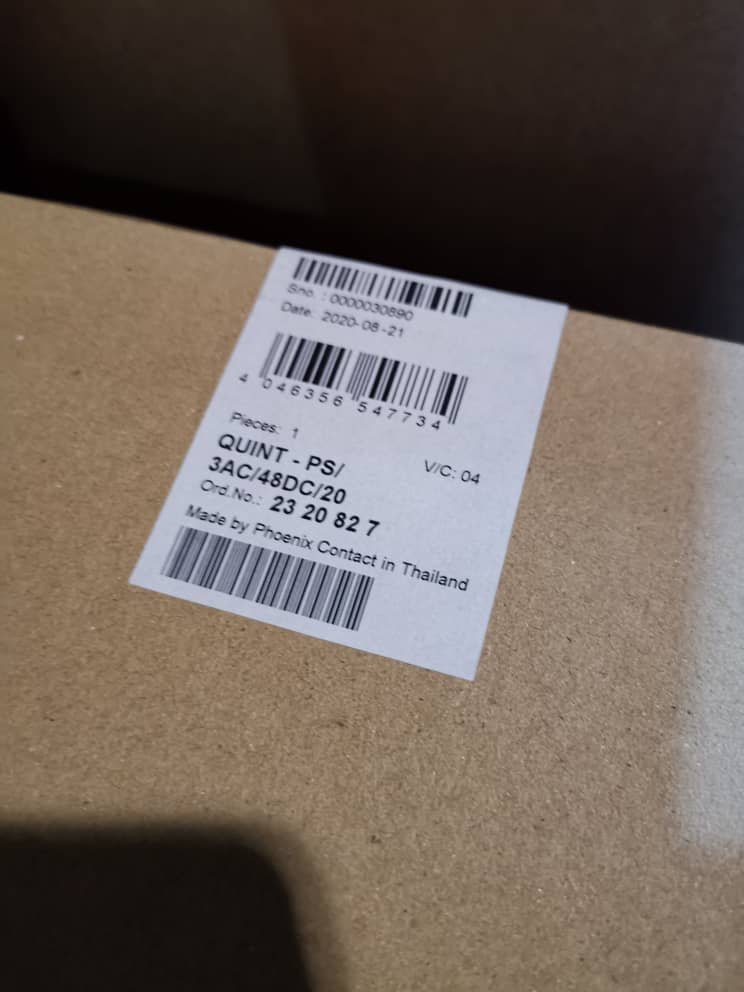 Sno. : 0000030890
Date: 2020-08-21
4 046356 547734
Pieces: 1
QUINT - PS/
3AC/48DC/20
V/C: 04
Ord.No.: 23 20 82 7
Made by Phoenix Contact in Thailand